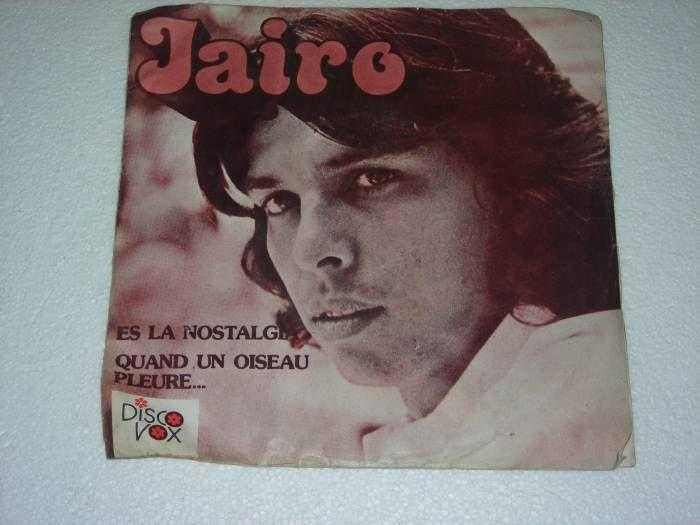 Jairo
ES LA NOSTALGI
QUAND UN OISEAU
PLEURE...
DISCO
VOX